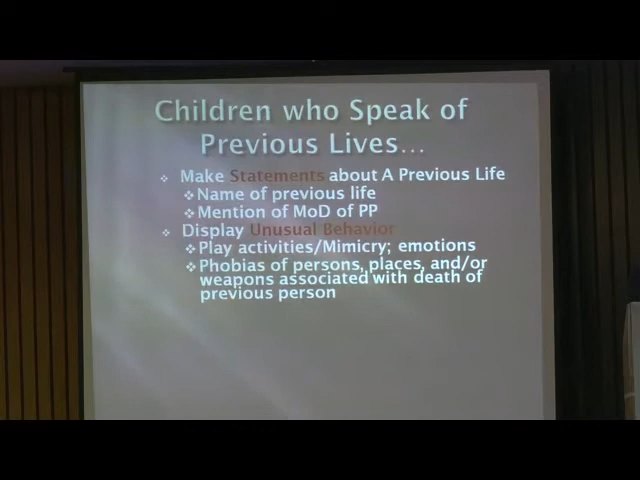 Children who Speak of
Previous Lives...
❖ Make Statements about A Previous Life
❖Name of previous life
❖Mention of MoD of PP
❖ Display Unusual Behavior
❖Play activities/Mimicry; emotions
❖Phobias of persons, places, and/or
weapons associated with death of
previous person